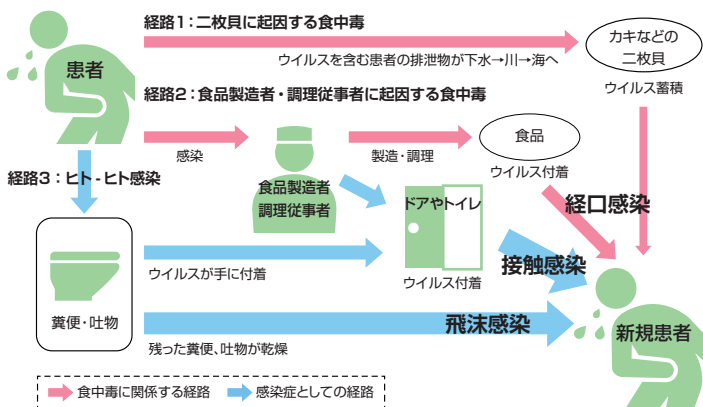 経路1：二枚貝に起因する食中毒
カキなどの
二枚貝
患者
ウイルスを含む患者の排泄物が下水→川→海へ
ウイルス蓄積
経路2：食品製造者・調理従事者に起因する食中毒
食品
感染
製造・調理
ウイルス付着
経路3：ヒト-ヒト感染
食品製造者
調理従事者
ドアやトイレ
経口感染
ウイルスが手に付着
ウイルス付着
接触感染
糞便・吐物
飛沫感染
新規患者
残った糞便、吐物が乾燥
食中毒に関係する経路
感染症としての経路